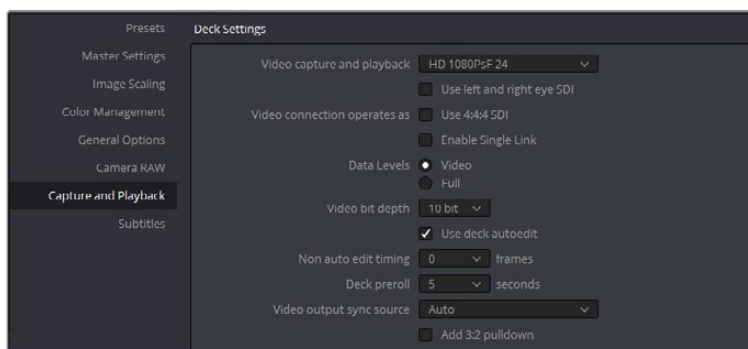 Presets
Master Settings
Image Scaling
Color Management
General Options
Camera RAW
Capture and Playback
Subtitles
Deck Settings
Video capture and playback HD 1080PsF 24
Use left and right eye SDI
Video connection operates as Use 4:4:4 SDI
Enable Single Link
Data Levels Video
Full
Video bit depth 10 bit
Use deck autoedit
Non auto edit timing 0 frames
Deck preroll 5 seconds
Video output sync source Auto
Add 3:2 pulldown